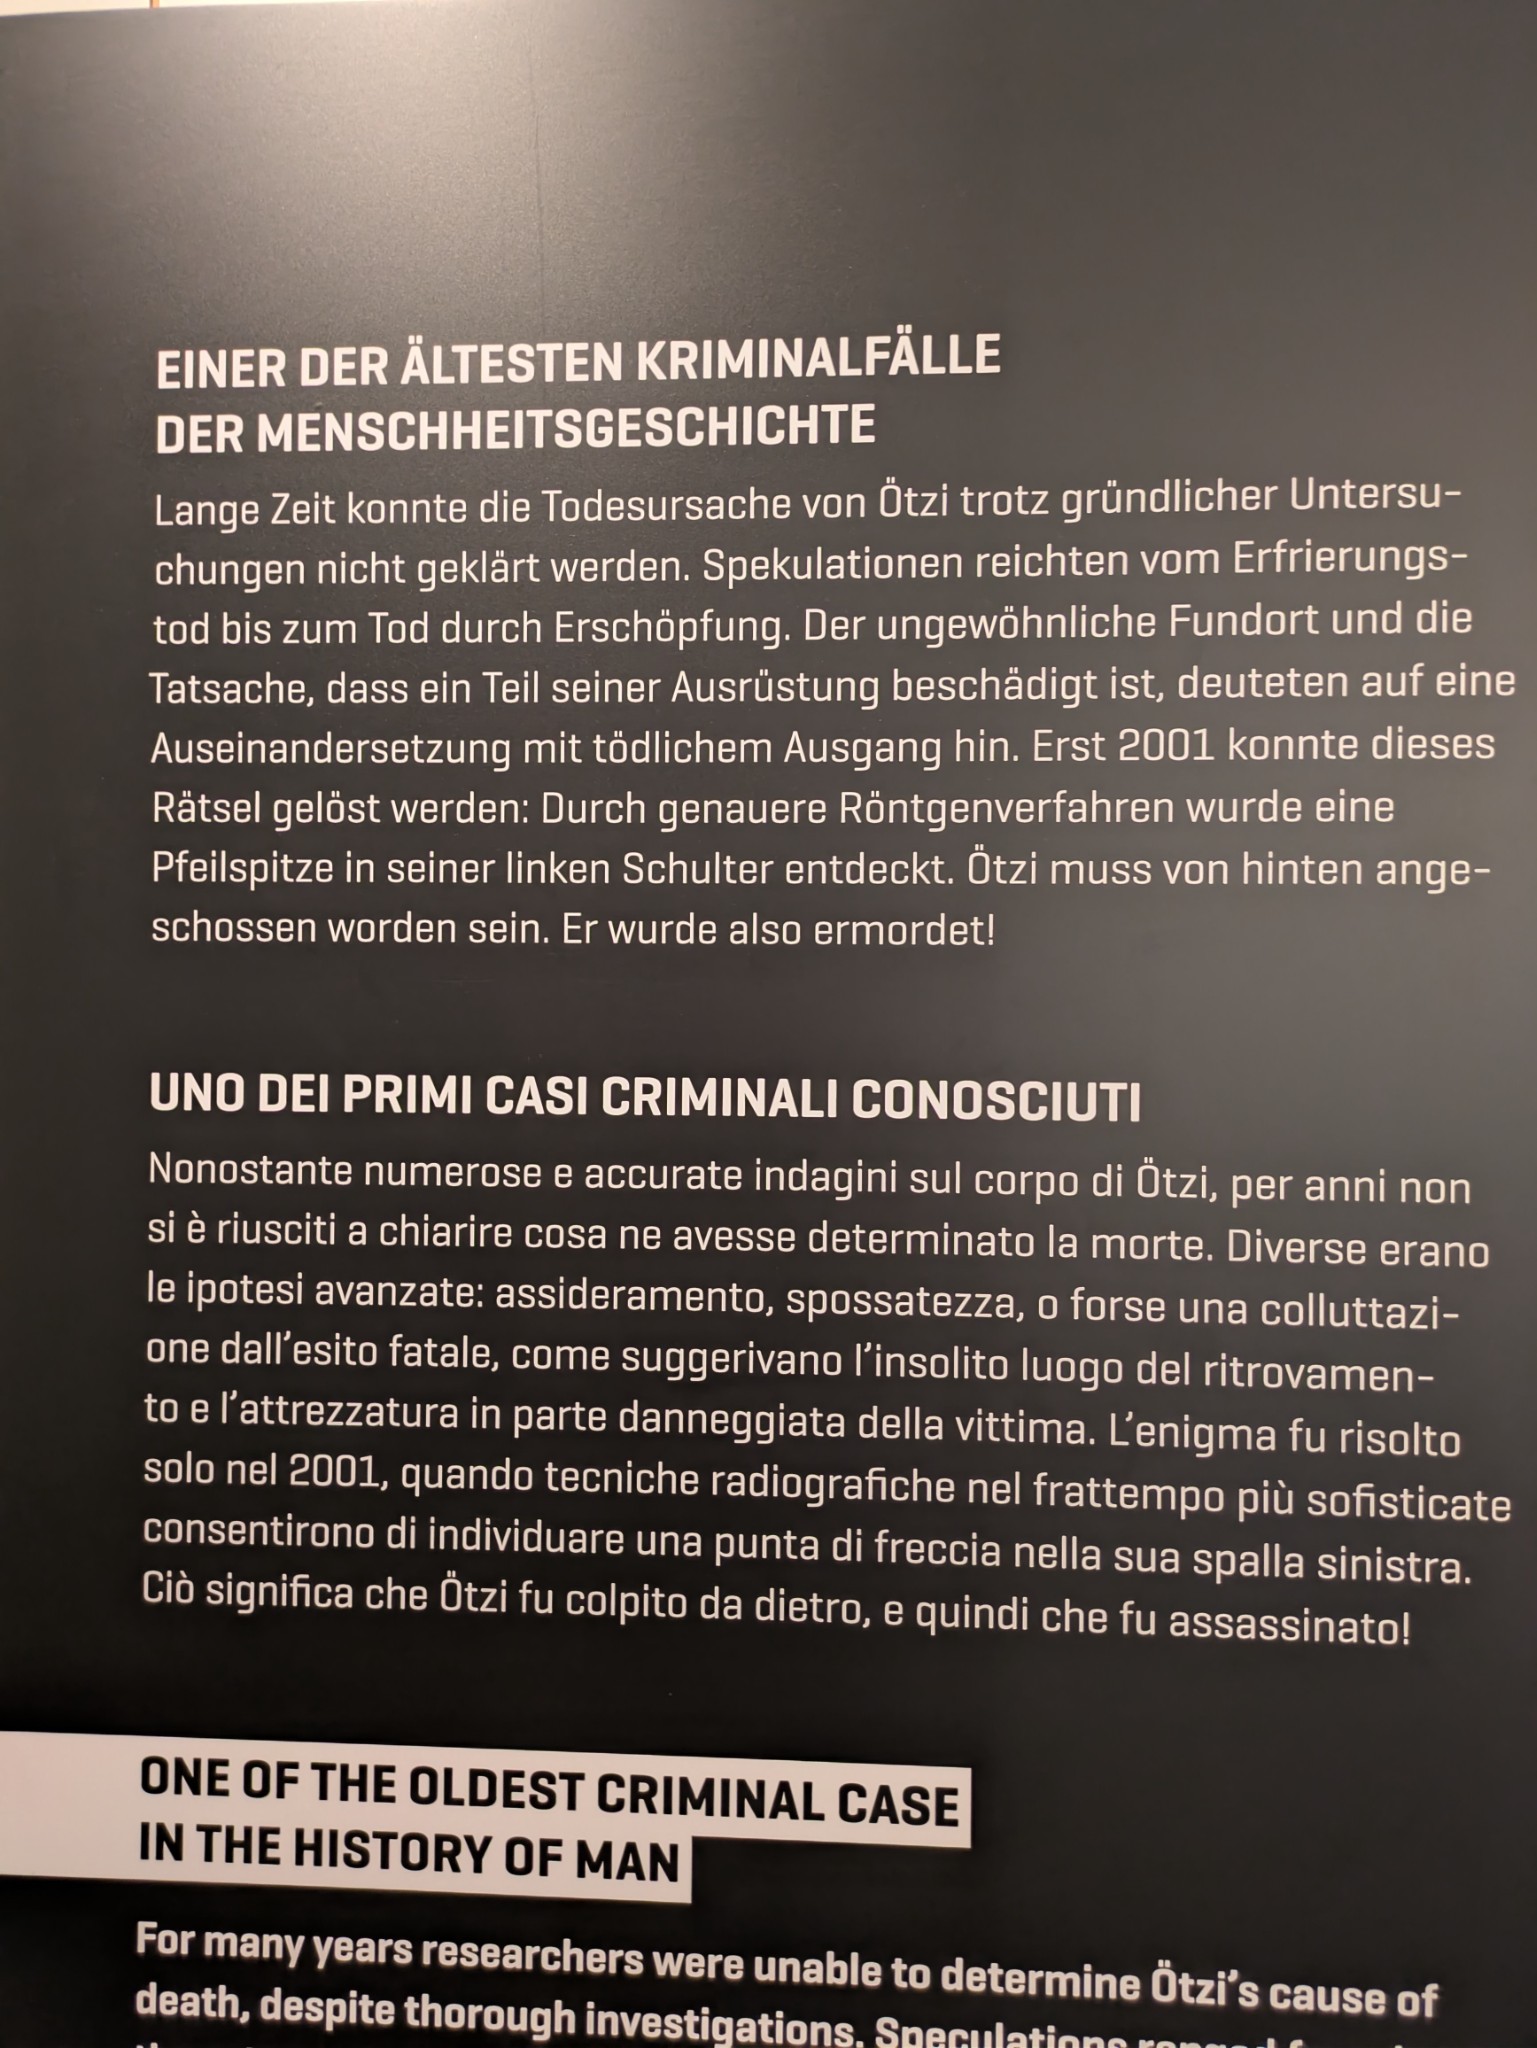 EINER DER ÄLTESTEN KRIMINALFÄLLE
DER MENSCHHEITSGESCHICHTE
Lange Zeit konnte die Todesursache von Ötzi trotz gründlicher Untersu-
chungen nicht geklärt werden. Spekulationen reichten vom Erfrierungs-
tod bis zum Tod durch Erschöpfung. Der ungewöhnliche Fundort und die
Tatsache, dass ein Teil seiner Ausrüstung beschädigt ist, deuteten auf eine
Auseinandersetzung mit tödlichem Ausgang hin. Erst 2001 konnte dieses
Rätsel gelöst werden: Durch genauere Röntgenverfahren wurde eine
Pfeilspitze in seiner linken Schulter entdeckt. Ötzi muss von hinten ange-
schossen worden sein. Er wurde also ermordet!
UNO DEI PRIMI CASI CRIMINALI CONOSCIUTI
Nonostante numerose e accurate indagini sul corpo di Ötzi, per anni non
si è riusciti a chiarire cosa ne avesse determinato la morte. Diverse erano
le ipotesi avanzate: assideramento, spossatezza, o forse una colluttazi-
one dall'esito fatale, come suggerivano l'insolito luogo del ritrovamen-
to e l'attrezzatura in parte danneggiata della vittima. L'enigma fu risolto
solo nel 2001, quando tecniche radiografiche nel frattempo più sofisticate
consentirono di individuare una punta di freccia nella sua spalla sinistra.
Ciò significa che Ötzi fu colpito da dietro, e quindi che fu assassinato!
ONE OF THE OLDEST CRIMINAL CASE
IN THE HISTORY OF MAN
For many years researchers were unable to determine Ötzi's cause of
death, despite thorough investigations. Speculations ranged